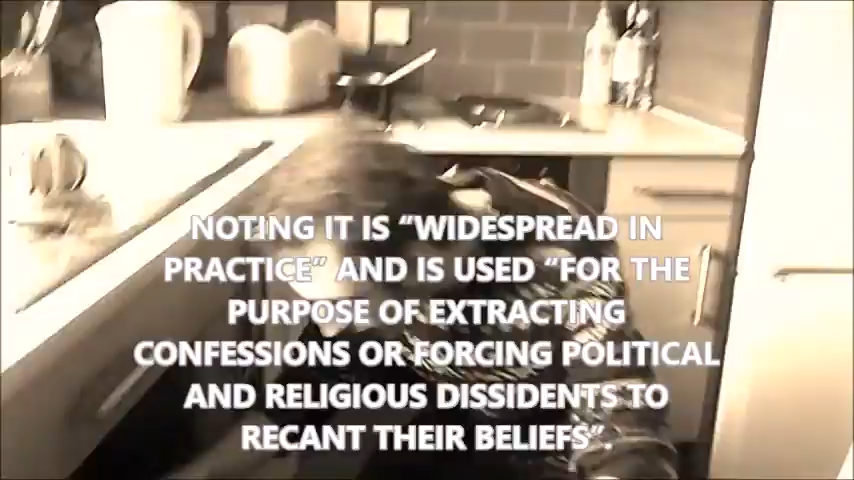 NOTING IT IS “WIDESPREAD IN
PRACTICE” AND IS USED “FOR THE
PURPOSE OF EXTRACTING
CONFESSIONS OR FORCING POLITICAL
AND RELIGIOUS DISSIDENTS TO
RECANT THEIR BELIEFS”.